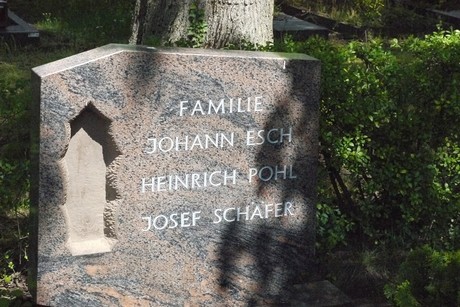 FAMILIE
JOHANN ESCH
HEINRICH POHL
JOSEF SCHÄFER